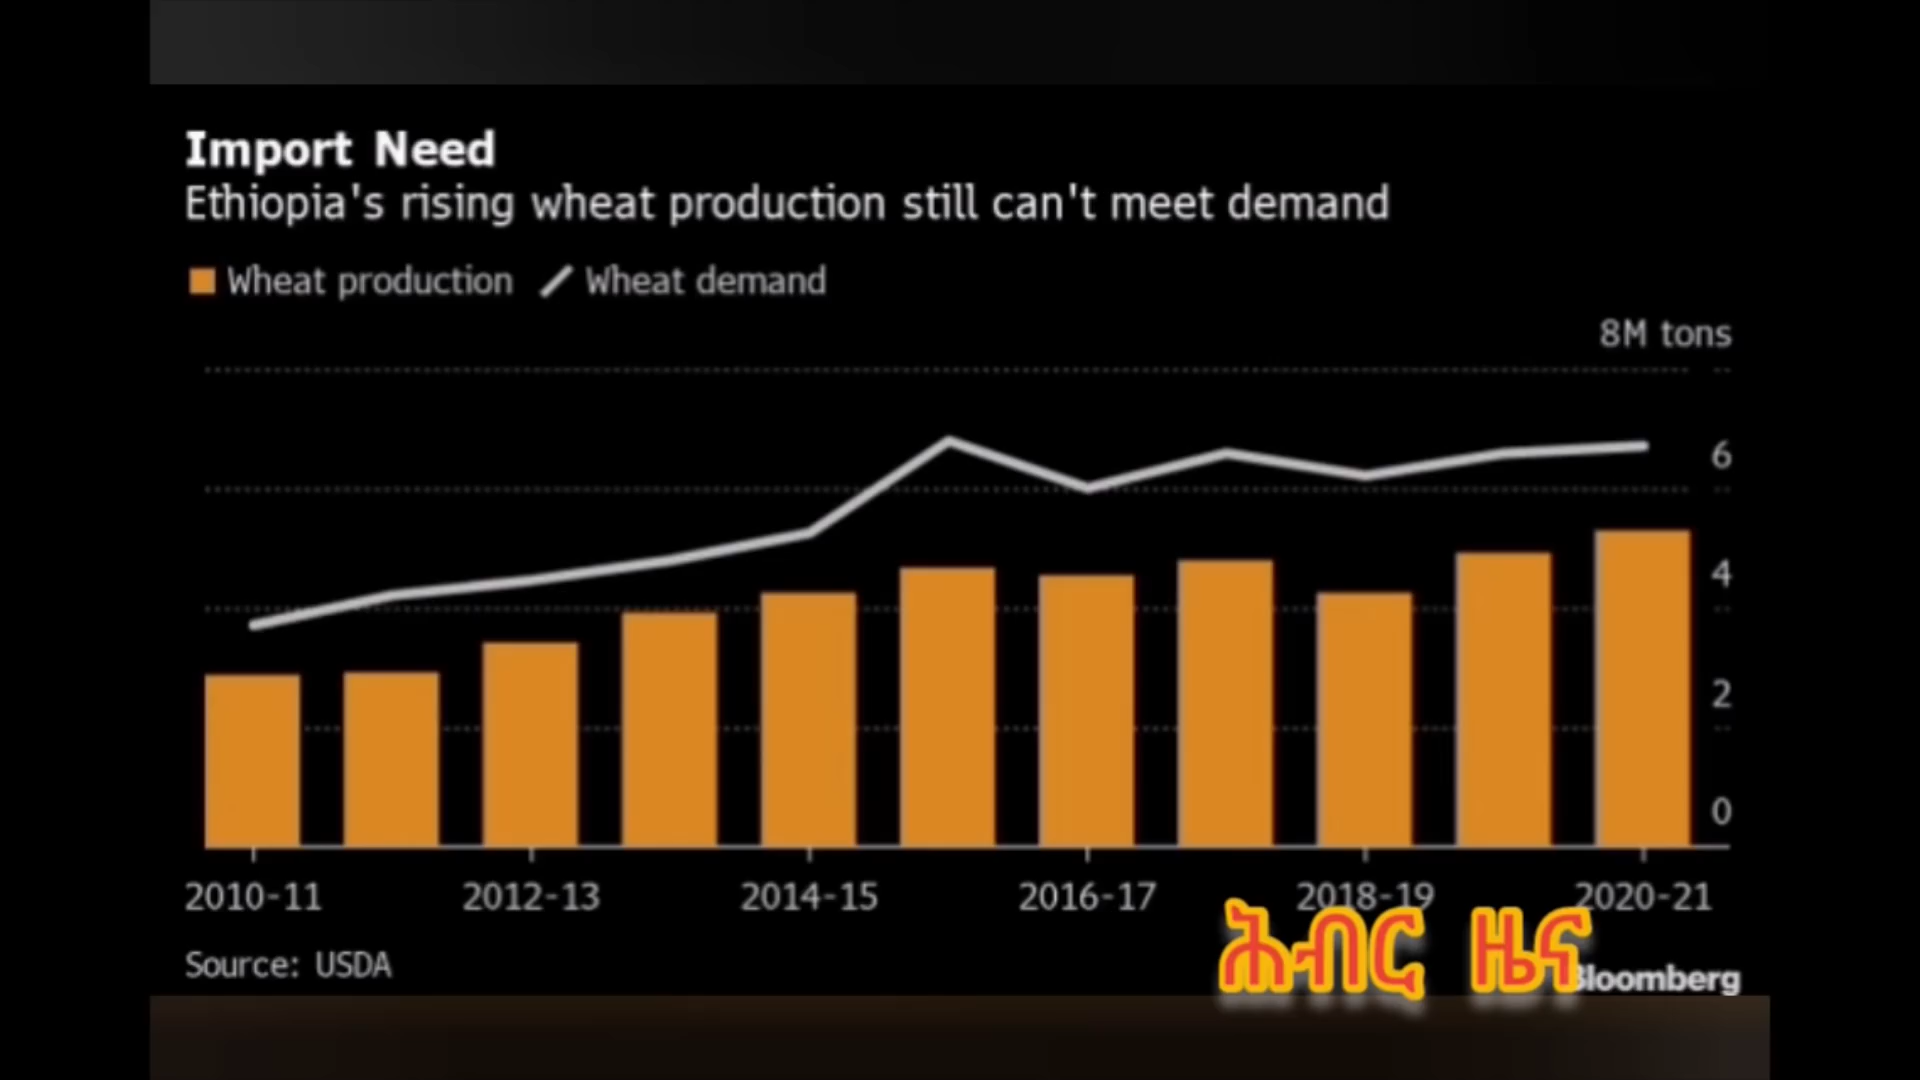 Import Need
Ethiopia's rising wheat production still can't meet demand
Wheat production Wheat demand
8M tons
6
4
2
0
2010-11 2012-13 2014-15 2016-17 2018-19 2020-21
ሕብር ዜና
Source: USDA
Bloomberg